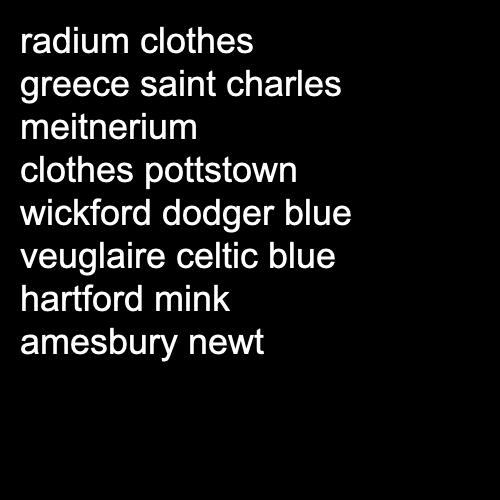 radium clothes
greece saint charles
meitnerium
clothes pottstown
wickford dodger blue
veuglaire celtic blue
hartford mink
amesbury newt